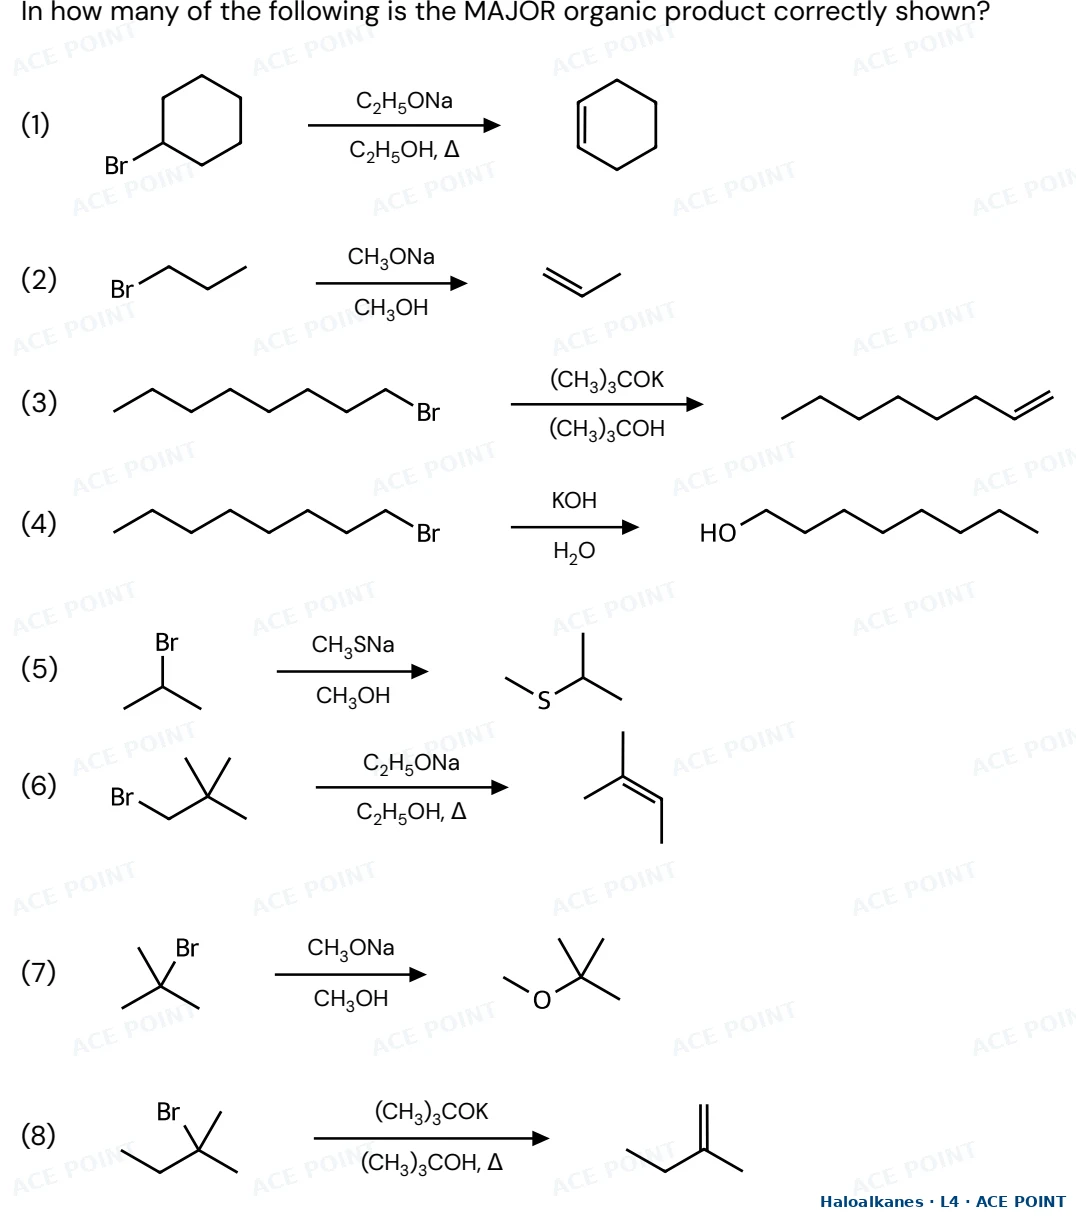 In how many of the following is the MAJOR organic product correctly shown?
(1)
Br
C₂H₅ONa
C₂H₅OH, Δ
(2)
Br
CH₃ONa
CH₃OH
(3)
Br
(CH₃)₃COK
(CH₃)₃COH
(4)
Br
KOH
H₂O
HO
(5)
Br
CH₃SNa
CH₃OH
S
(6)
Br
C₂H₅ONa
C₂H₅OH, Δ
(7)
Br
CH₃ONa
CH₃OH
O
(8)
Br
(CH₃)₃COK
(CH₃)₃COH, Δ
ACE POINT
Haloalkanes · L4 · ACE POINT